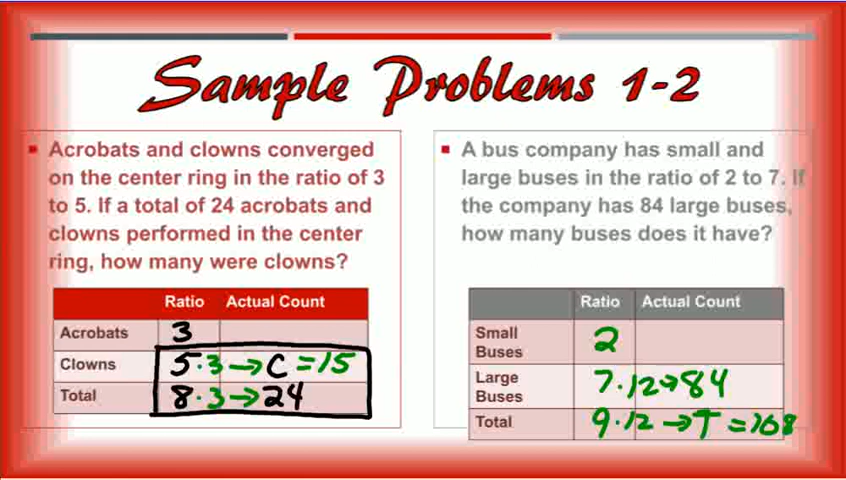 Sample Problems 1-2
Acrobats and clowns converged
on the center ring in the ratio of 3
to 5. If a total of 24 acrobats and
clowns performed in the center
ring, how many were clowns?
Ratio Actual Count
Acrobats 3
Clowns 5·3→C=15
Total 8·3→24
A bus company has small and
large buses in the ratio of 2 to 7. If
the company has 84 large buses,
how many buses does it have?
Ratio Actual Count
Small
Buses 2
Large
Buses 7·12→84
Total 9·12→T=108